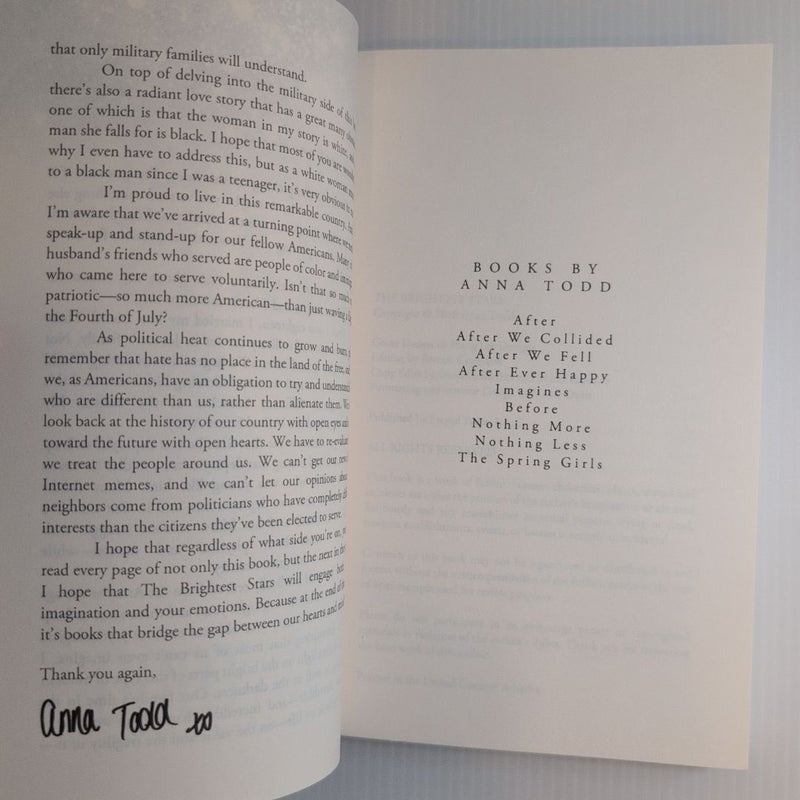 that only military families will understand.
On top of delving into the military side of this
there's also a radiant love story that has a great many
one of which is that the woman in my story is white, and
man she falls for is black. I hope that most of you are
why I even have to address this, but as a white woman
to a black man since I was a teenager, it's very obvious to
I'm proud to live in this remarkable country,
I'm aware that we've arrived at a turning point where we
speak-up and stand-up for our fellow Americans. Many
husband's friends who served are people of color and
who came here to serve voluntarily. Isn't that so much
patriotic—so much more American—than just waving a
the Fourth of July?
As political heat continues to grow and burn,
remember that hate has no place in the land of the free, and
we, as Americans, have an obligation to try and understand
who are different than us, rather than alienate them. We
look back at the history of our country with open eyes and
toward the future with open hearts. We have to re-evaluate
we treat the people around us. We can't get our news
Internet memes, and we can't let our opinions about
neighbors come from politicians who have completely
interests than the citizens they've been elected to serve.
I hope that regardless of what side you're on,
read every page of not only this book, but the next in the
I hope that The Brightest Stars will engage both
imagination and your emotions. Because at the end of
it's books that bridge the gap between our hearts and
Thank you again,
Anna Todd xo
BOOKS BY
ANNA TODD
After
After We Collided
After We Fell
After Ever Happy
Imagines
Before
Nothing More
Nothing Less
The Spring Girls